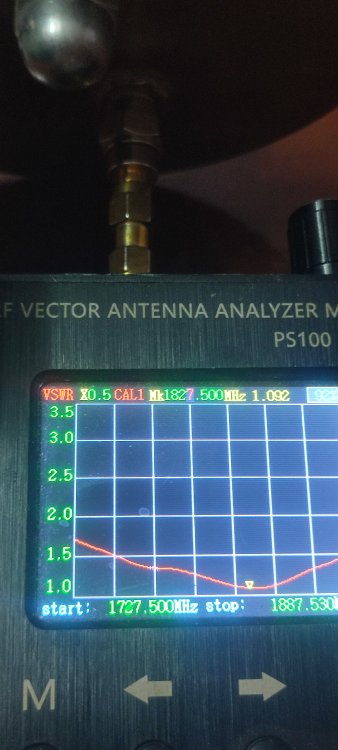 RF VECTOR ANTENNA ANALYZER M
PS100
VSWR X0.5 CAL1 Mk1827.500MHz 1.092
3.5
3.0
2.5
2.0
1.5
1.0
start: 1727.500MHz stop: 1887.530
M